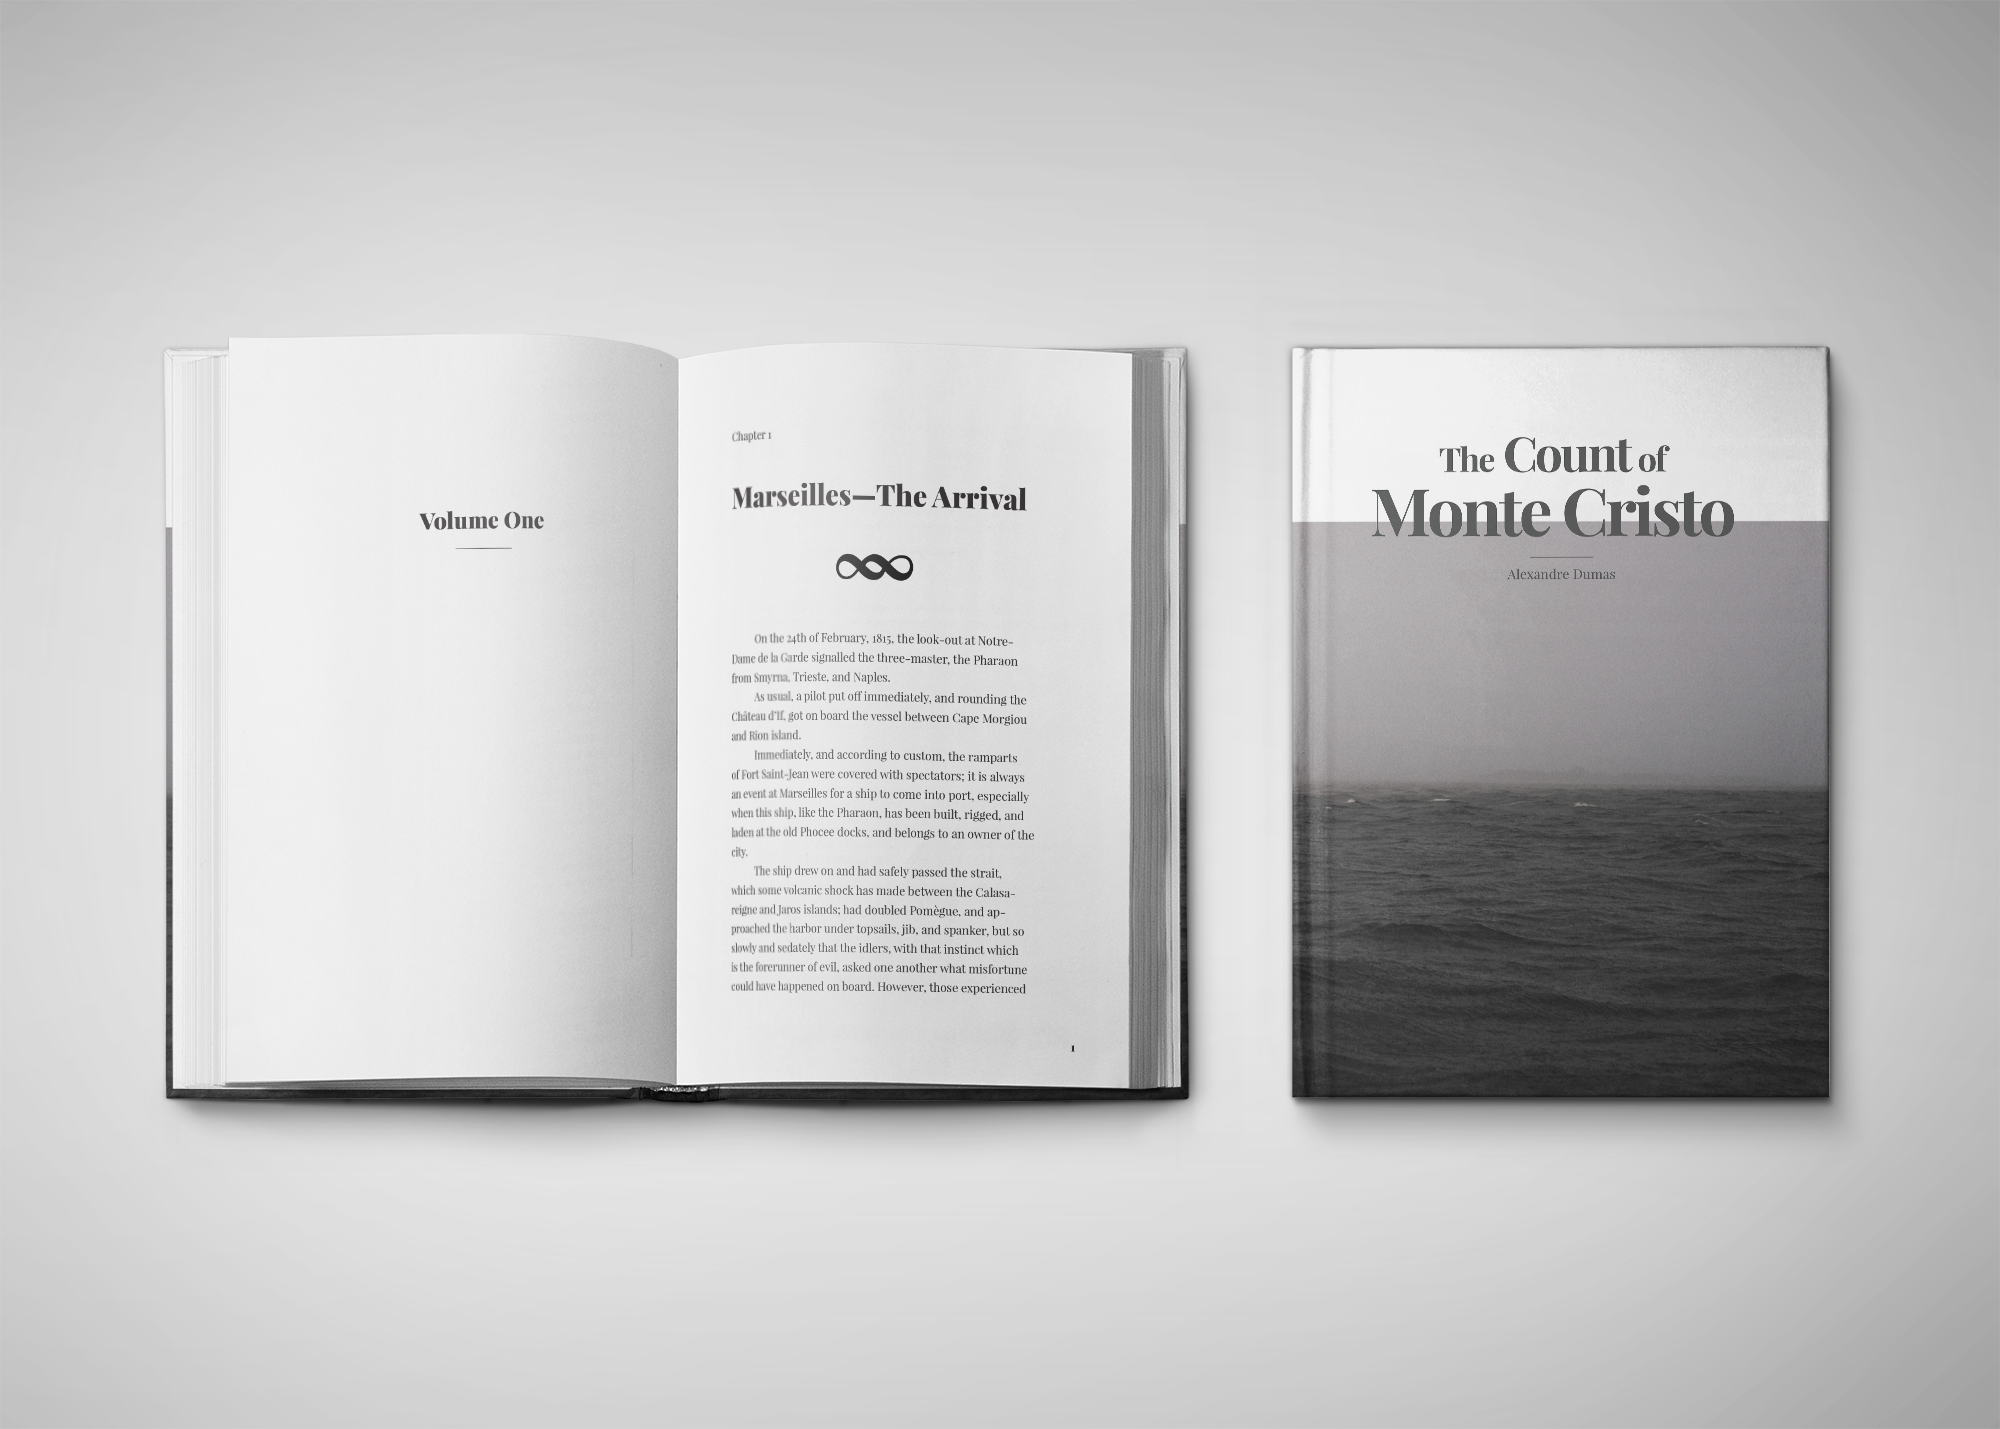 Volume One
Chapter 1
Marseilles—The Arrival
On the 24th of February, 1815, the look-out at Notre-
Dame de la Garde signalled the three-master, the Pharaon
from Smyrna, Trieste, and Naples.
As usual, a pilot put off immediately, and rounding the
Château d'If, got on board the vessel between Cape Morgiou
and Rion island.
Immediately, and according to custom, the ramparts
of Fort Saint-Jean were covered with spectators; it is always
an event at Marseilles for a ship to come into port, especially
when this ship, like the Pharaon, has been built, rigged, and
laden at the old Phocee docks, and belongs to an owner of the
city.
The ship drew on and had safely passed the strait,
which some volcanic shock has made between the Calasa-
reigne and Jaros islands; had doubled Pomègue, and ap-
proached the harbor under topsails, jib, and spanker, but so
slowly and sedately that the idlers, with that instinct which
is the forerunner of evil, asked one another what misfortune
could have happened on board. However, those experienced
1
The Count of
Monte Cristo
Alexandre Dumas